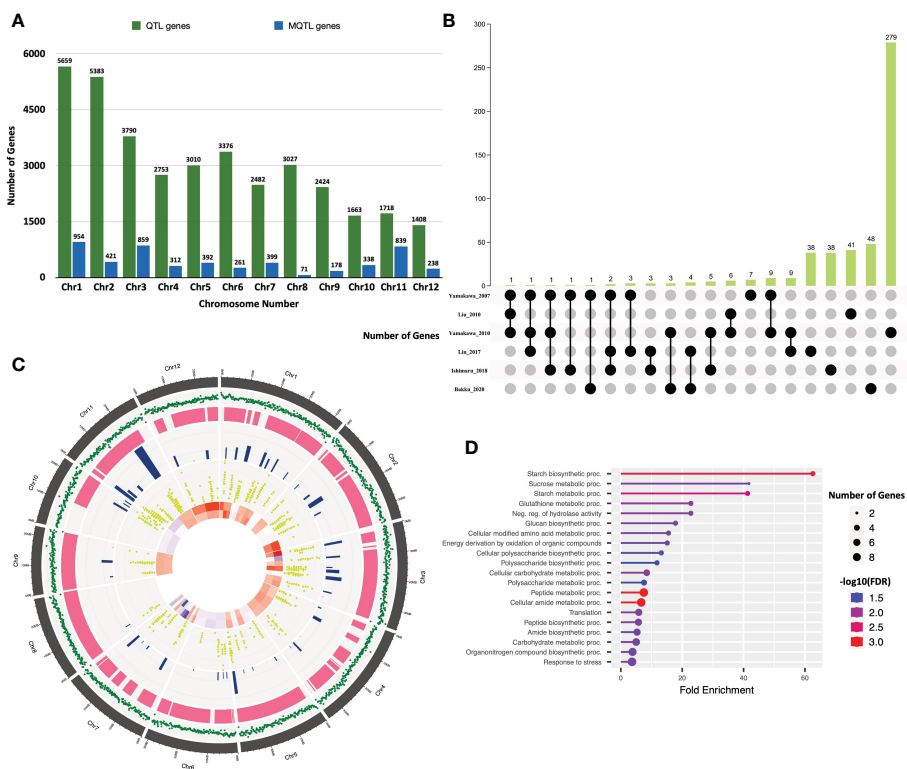 A
QTL genes
MQTL genes
Number of Genes
6000
4500
3000
1500
0
5659
5383
3790
2753
3010
3376
2482
3027
2424
1663
1718
1408
954
421
859
312
392
261
399
71
178
338
839
238
Chr1 Chr2 Chr3 Chr4 Chr5 Chr6 Chr7 Chr8 Chr9 Chr10 Chr11 Chr12
Chromosome Number
B
300
250
200
150
100
50
0
1 1 1 1 1 2 3 3 3 4 5 6 7 9 9 38 38 41 48 279
Number of Genes
Yamakawa_2007
Liu_2010
Yamakawa_2010
Lin_2017
Ishimaru_2018
Bakku_2020
C
Chr1
Chr2
Chr3
Chr4
Chr5
Chr6
Chr7
Chr8
Chr9
Chr10
Chr11
Chr12
D
Starch biosynthetic proc.
Sucrose metabolic proc.
Starch metabolic proc.
Glutathione metabolic proc.
Neg. reg. of hydrolase activity
Glucan biosynthetic proc.
Cellular modified amino acid metabolic proc.
Energy derivation by oxidation of organic compounds
Cellular polysaccharide biosynthetic proc.
Polysaccharide biosynthetic proc.
Cellular carbohydrate metabolic proc.
Polysaccharide metabolic proc.
Peptide metabolic proc.
Cellular amide metabolic proc.
Translation
Peptide biosynthetic proc.
Amide biosynthetic proc.
Carbohydrate metabolic proc.
Organonitrogen compound biosynthetic proc.
Response to stress
0 20 40 60
Fold Enrichment
Number of Genes
2
4
6
8
-log10(FDR)
1.5
2.0
2.5
3.0